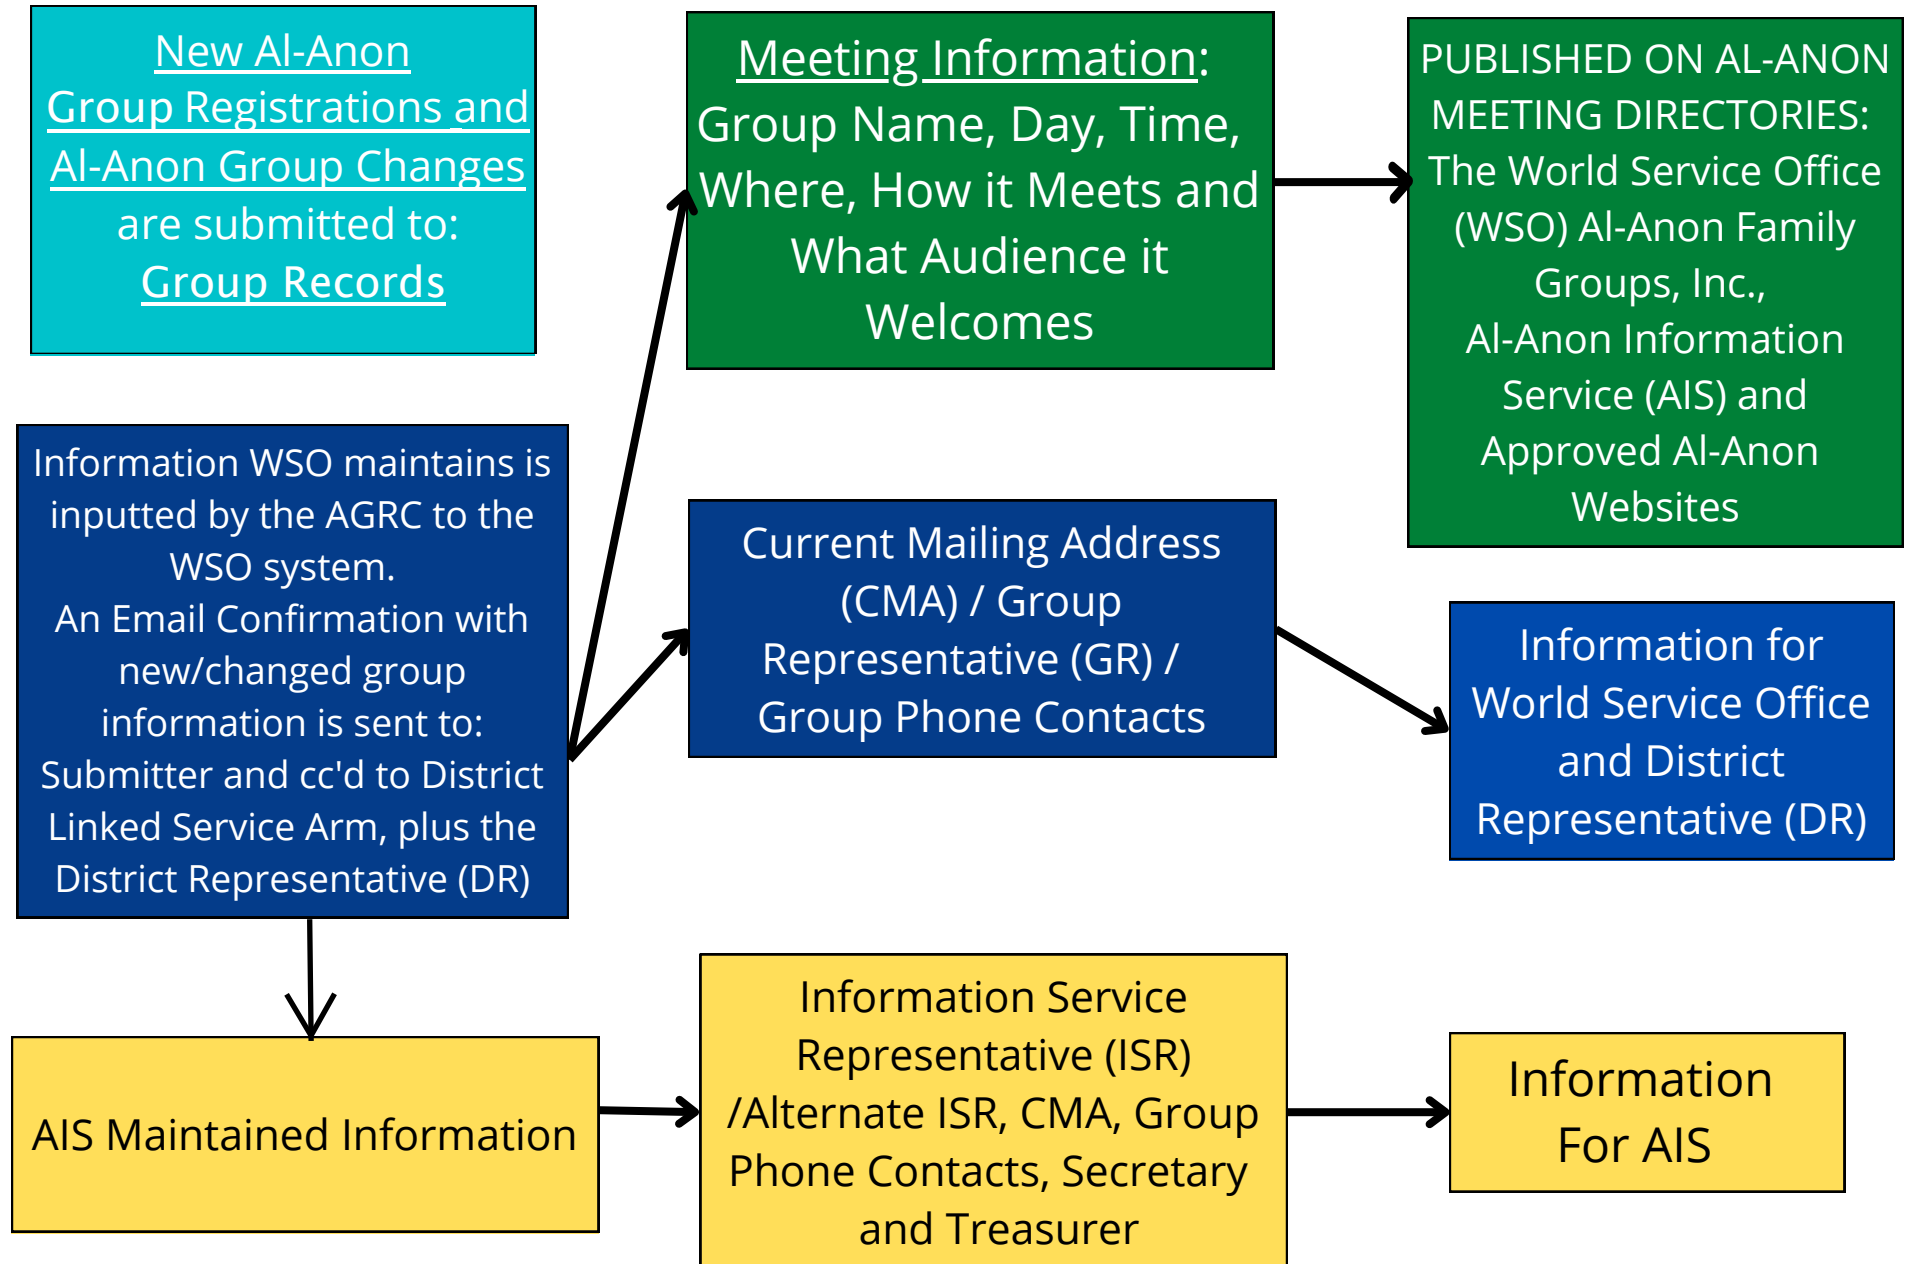 New Al-Anon
Group Registrations and
Al-Anon Group Changes
are submitted to:
Group Records
Meeting Information:
Group Name, Day, Time,
Where, How it Meets and
What Audience it
Welcomes
PUBLISHED ON AL-ANON
MEETING DIRECTORIES:
The World Service Office
(WSO) Al-Anon Family
Groups, Inc.,
Al-Anon Information
Service (AIS) and
Approved Al-Anon
Websites
Information WSO maintains is
inputted by the AGRC to the
WSO system.
An Email Confirmation with
new/changed group
information is sent to:
Submitter and cc'd to District
Linked Service Arm, plus the
District Representative (DR)
Current Mailing Address
(CMA) / Group
Representative (GR) /
Group Phone Contacts
Information for
World Service Office
and District
Representative (DR)
AIS Maintained Information
Information Service
Representative (ISR)
/Alternate ISR, CMA, Group
Phone Contacts, Secretary
and Treasurer
Information
For AIS